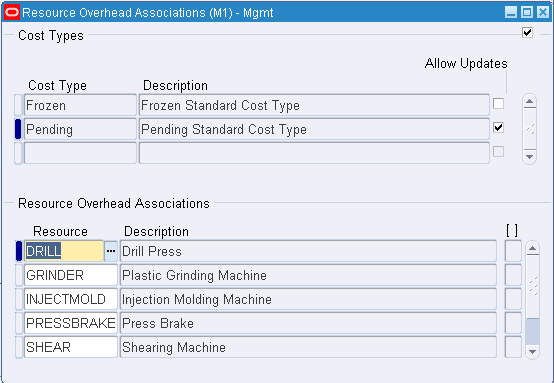 Resource Overhead Associations (M1) - Mgmt
Cost Types
Allow Updates
Cost Type Description
Frozen Frozen Standard Cost Type
Pending Pending Standard Cost Type
Resource Overhead Associations
Resource Description [ ]
DRILL ... Drill Press
GRINDER Plastic Grinding Machine
INJECTMOLD Injection Molding Machine
PRESSBRAKE Press Brake
SHEAR Shearing Machine